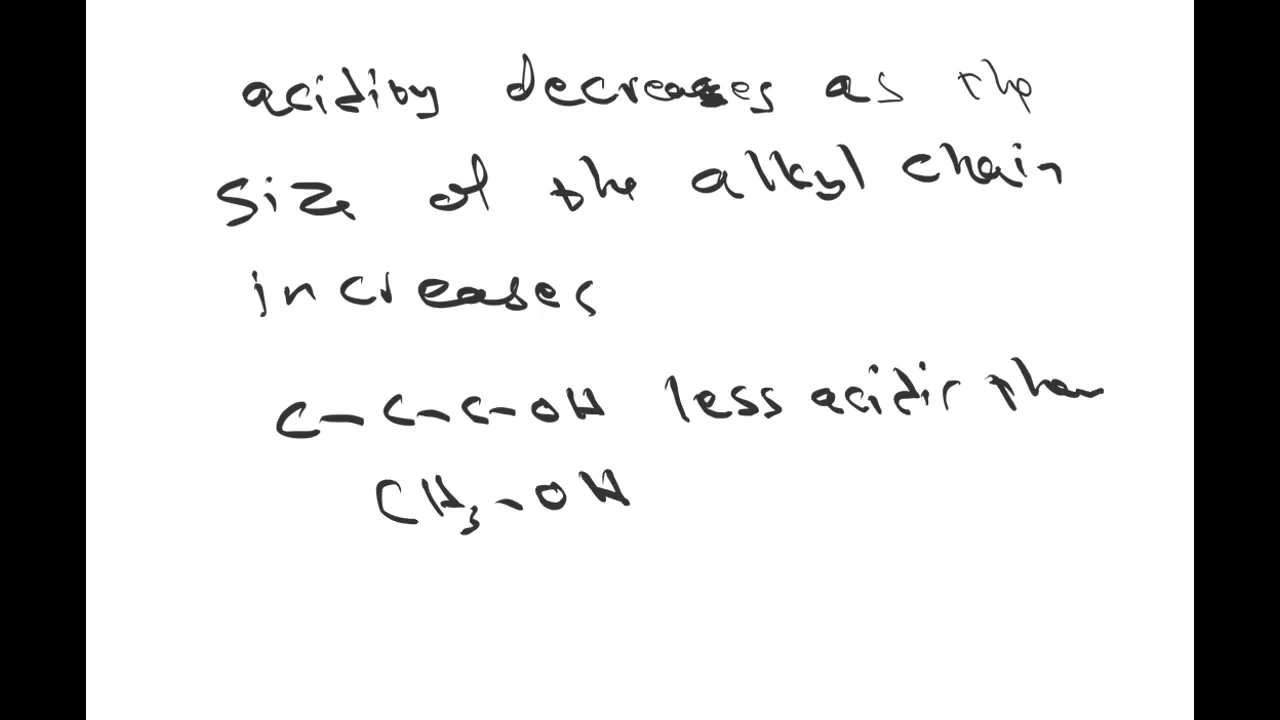 acidity decreases as the
size of the alkyl chain
increases
C-C-C-OH less acidic than
CH₃-OH